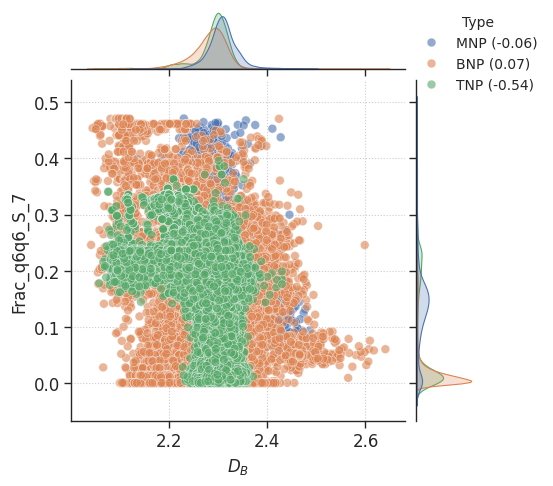 Type
MNP (-0.06)
BNP (0.07)
TNP (-0.54)
0.5
0.4
0.3
0.2
0.1
0.0
Frac_q6q6_S_7
2.2 2.4 2.6
D_B